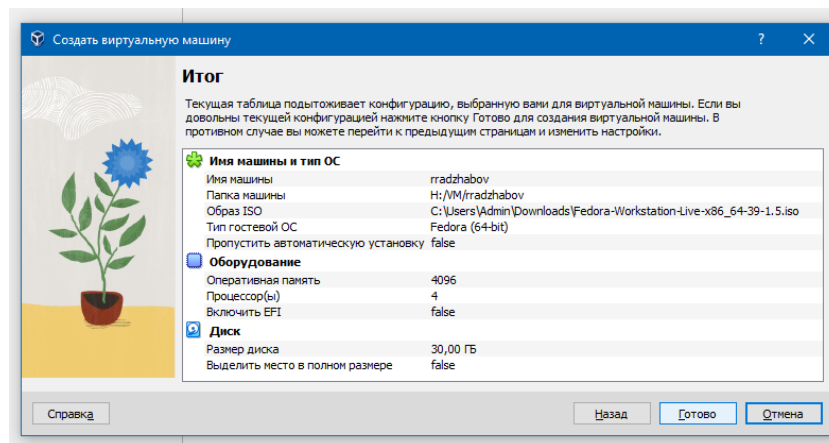 Создать виртуальную машину
Итог
Текущая таблица подытоживает конфигурацию, выбранную вами для виртуальной машины. Если вы
довольны текущей конфигурацией нажмите кнопку Готово для создания виртуальной машины. В
противном случае вы можете перейти к предыдущим страницам и изменить настройки.
Имя машины и тип ОС
Имя машины rradzhabov
Папка машины H:/VM/rradzhabov
Образ ISO C:\Users\Admin\Downloads\Fedora-Workstation-Live-x86_64-39-1.5.iso
Тип гостевой ОС Fedora (64-bit)
Пропустить автоматическую установку false
Оборудование
Оперативная память 4096
Процессор(ы) 4
Включить EFI false
Диск
Размер диска 30,00 ГБ
Выделить место в полном размере false
Справка Назад Готово Отмена